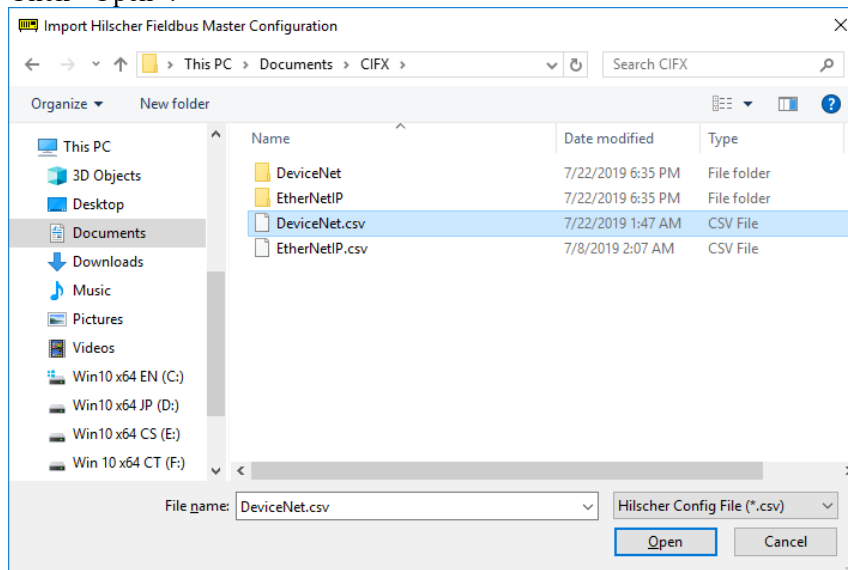 Import Hilscher Fieldbus Master Configuration
This PC > Documents > CIFX >
Search CIFX
Organize
New folder
Name
Date modified
Type
This PC
3D Objects
Desktop
Documents
Downloads
Music
Pictures
Videos
Win10 x64 EN (C:)
Win10 x64 JP (D:)
Win10 x64 CS (E:)
Win 10 x64 CT (F:)
DeviceNet 7/22/2019 6:35 PM File folder
EtherNetIP 7/22/2019 6:35 PM File folder
DeviceNet.csv 7/22/2019 1:47 AM CSV File
EtherNetIP.csv 7/8/2019 2:07 AM CSV File
File name: DeviceNet.csv
Hilscher Config File (*.csv)
Open
Cancel